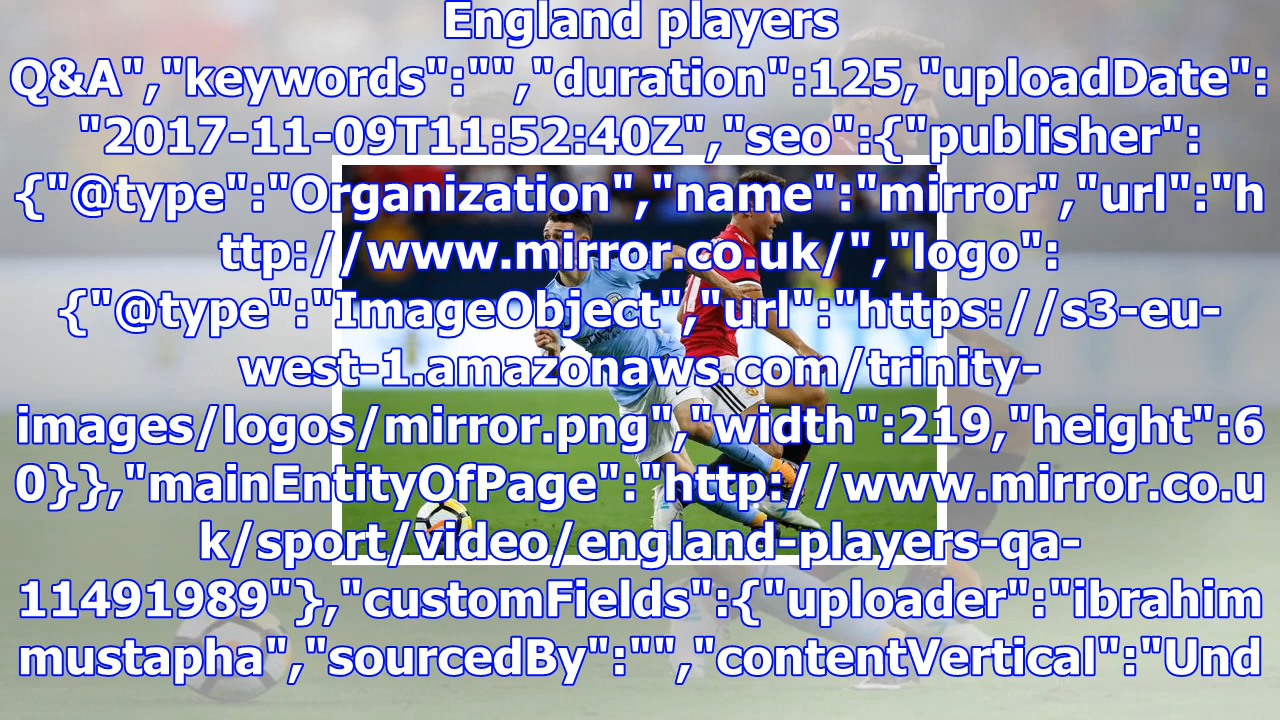 England players
Q&A","keywords":"","duration":125,"uploadDate":
"2017-11-09T11:52:40Z","seo":{"publisher":
{"@type":"Organization","name":"mirror","url":"h
ttp://www.mirror.co.uk/","logo":
{"@type":"ImageObject","url":"https://s3-eu-
west-1.amazonaws.com/trinity-
images/logos/mirror.png","width":219,"height":6
0}},"mainEntityOfPage":"http://www.mirror.co.u
k/sport/video/england-players-qa-
11491989"},"customFields":{"uploader":"ibrahim
mustapha","sourcedBy":"","contentVertical":"Und